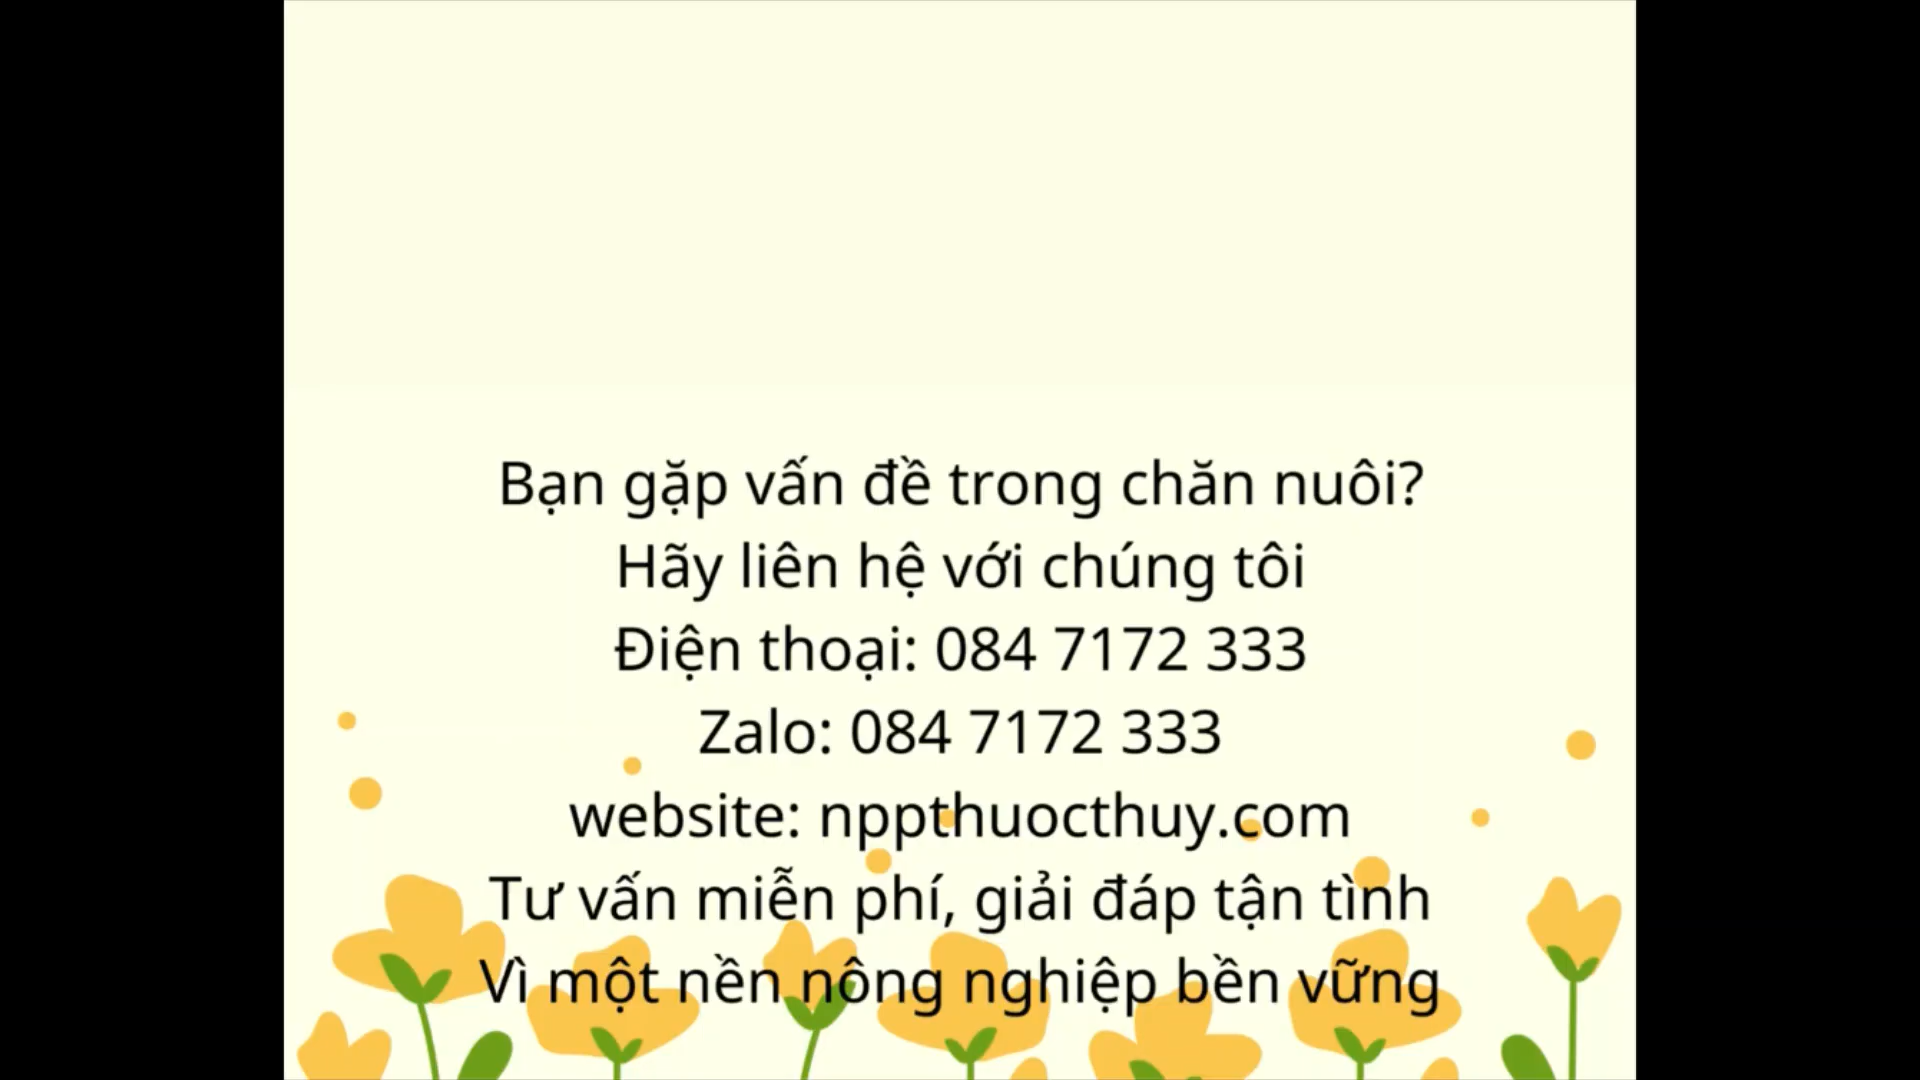 Bạn gặp vấn đề trong chăn nuôi?
Hãy liên hệ với chúng tôi
Điện thoại: 084 7172 333
Zalo: 084 7172 333
website: nppthuocthuy.com
Tư vấn miễn phí, giải đáp tận tình
Vì một nền nông nghiệp bền vững